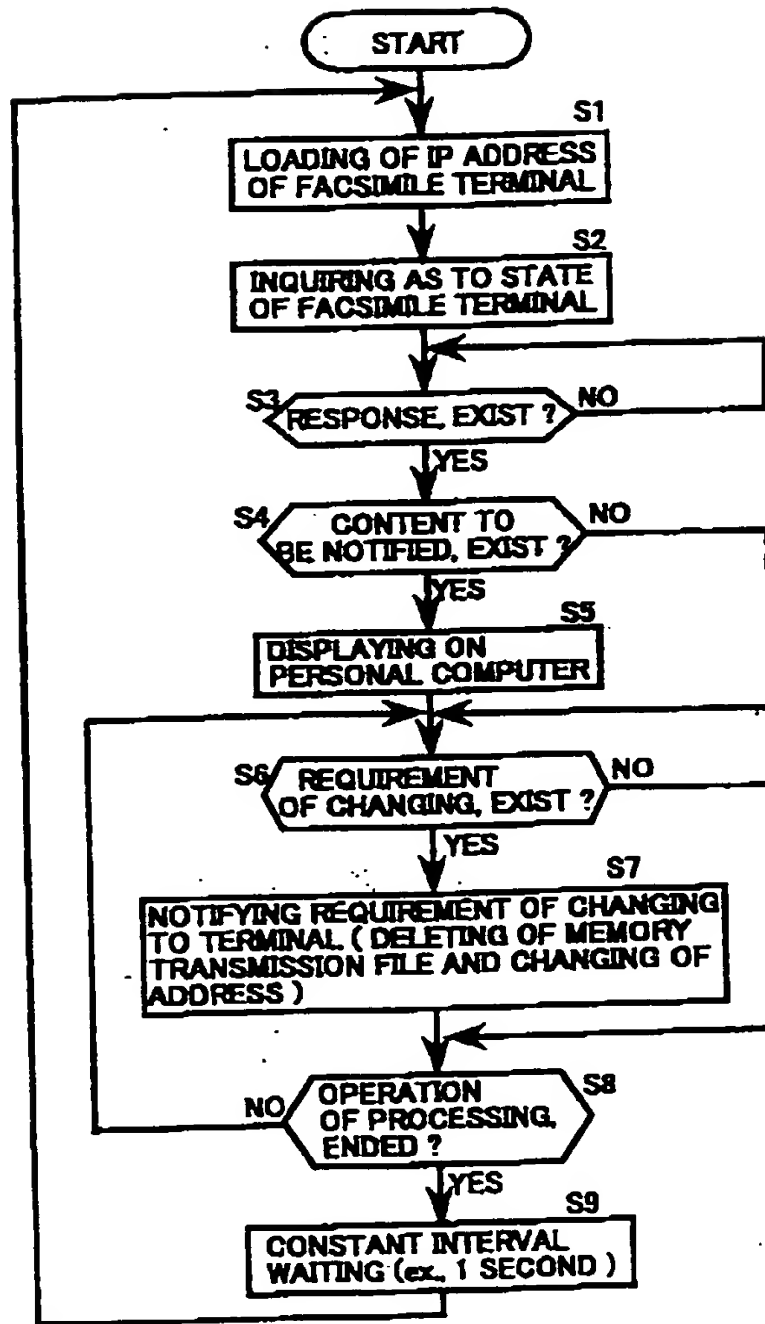 START
S1
LOADING OF IP ADDRESS
OF FACSIMILE TERMINAL
S2
INQUIRING AS TO STATE
OF FACSIMILE TERMINAL
S3
RESPONSE, EXIST ?
NO
YES
S4
CONTENT TO
BE NOTIFIED, EXIST ?
NO
YES
S5
DISPLAYING ON
PERSONAL COMPUTER
S6
REQUIREMENT
OF CHANGING, EXIST ?
NO
YES
S7
NOTIFYING REQUIREMENT OF CHANGING
TO TERMINAL ( DELETING OF MEMORY
TRANSMISSION FILE AND CHANGING OF
ADDRESS )
S8
OPERATION
OF PROCESSING,
ENDED ?
NO
YES
S9
CONSTANT INTERVAL
WAITING (ex., 1 SECOND )